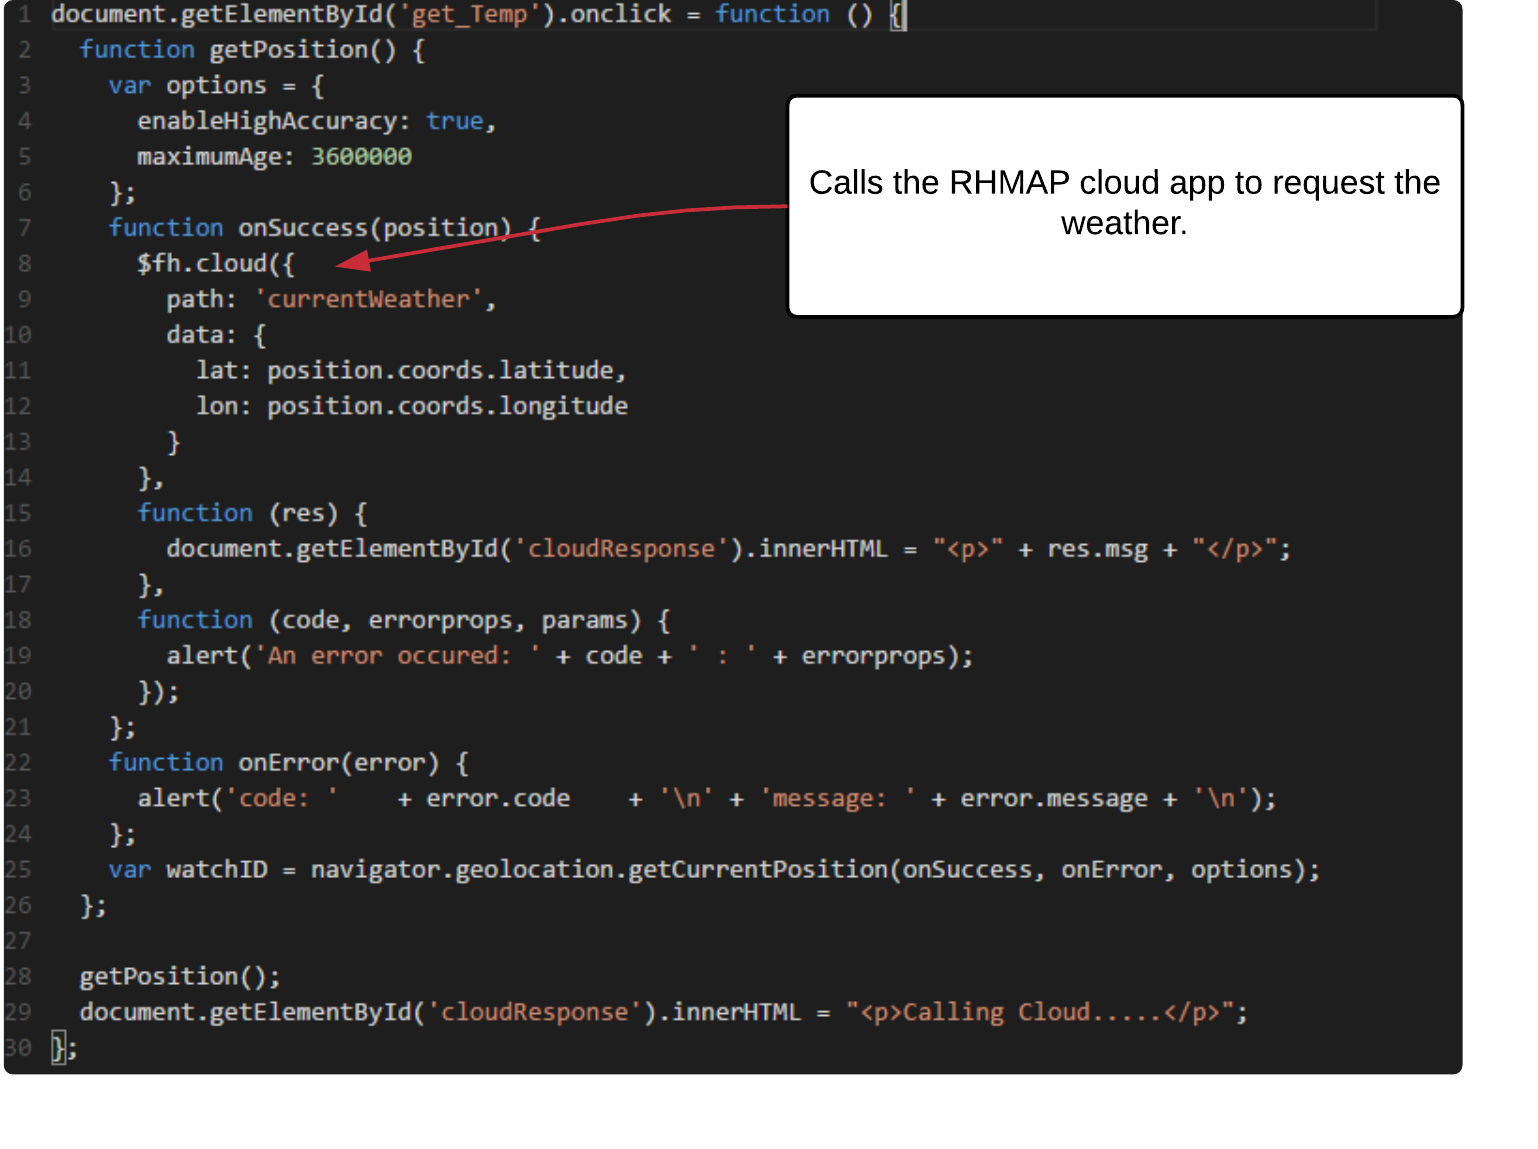 1 document.getElementById('get_Temp').onclick = function () {
2 function getPosition() {
3 var options = {
4 enableHighAccuracy: true,
5 maximumAge: 3600000
6 };
7 function onSuccess(position) {
8 $fh.cloud({
9 path: 'currentWeather',
10 data: {
11 lat: position.coords.latitude,
12 lon: position.coords.longitude
13 }
14 },
15 function (res) {
16 document.getElementById('cloudResponse').innerHTML = "<p>" + res.msg + "</p>";
17 },
18 function (code, errorprops, params) {
19 alert('An error occured: ' + code + ' : ' + errorprops);
20 });
21 };
22 function onError(error) {
23 alert('code: '    + error.code    + '\n' + 'message: ' + error.message + '\n');
24 };
25 var watchID = navigator.geolocation.getCurrentPosition(onSuccess, onError, options);
26 };
27
28 getPosition();
29 document.getElementById('cloudResponse').innerHTML = "<p>Calling Cloud.....</p>";
30 };
Calls the RHMAP cloud app to request the
weather.